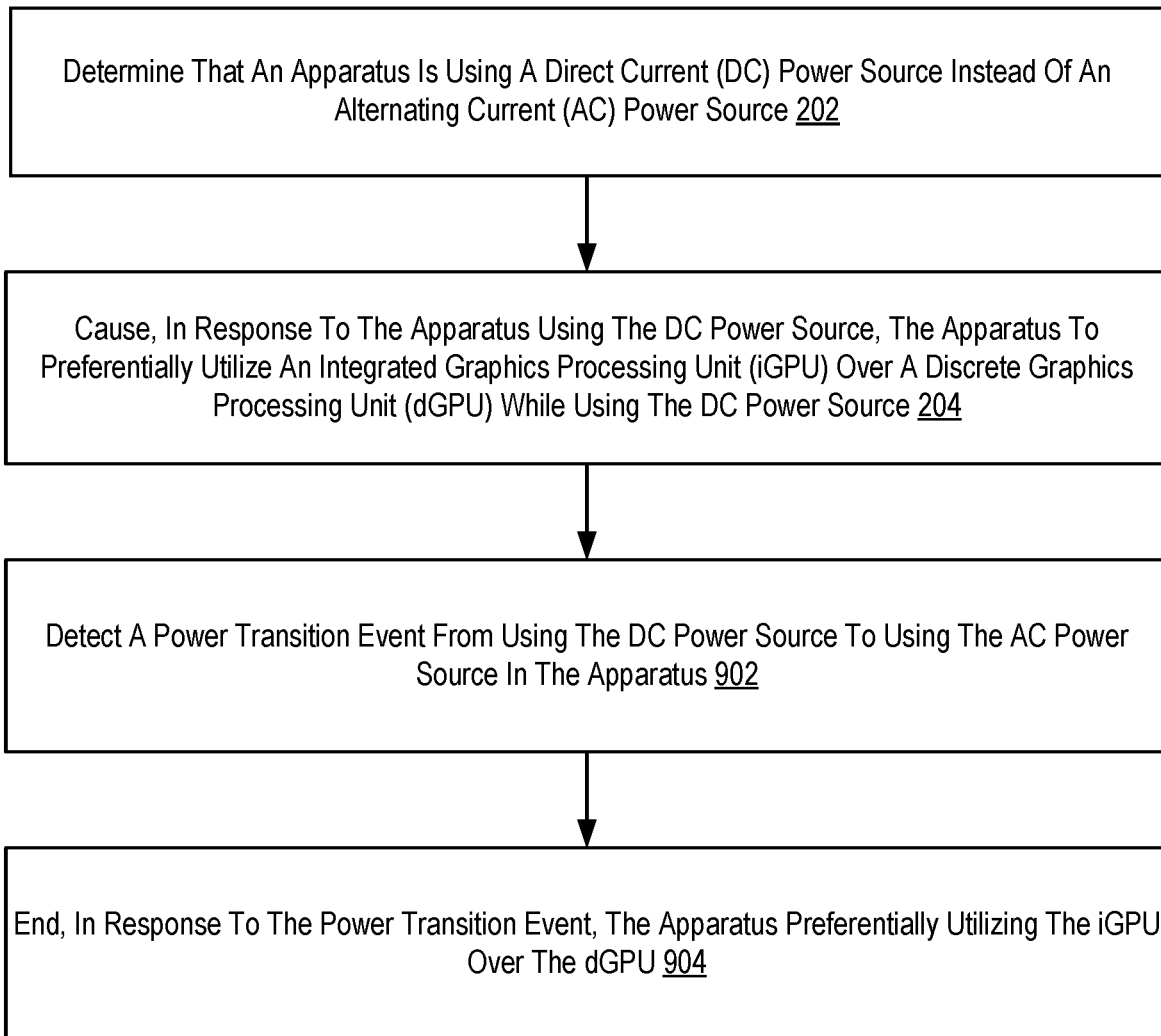 Determine That An Apparatus Is Using A Direct Current (DC) Power Source Instead Of An
Alternating Current (AC) Power Source 202
Cause, In Response To The Apparatus Using The DC Power Source, The Apparatus To
Preferentially Utilize An Integrated Graphics Processing Unit (iGPU) Over A Discrete Graphics
Processing Unit (dGPU) While Using The DC Power Source 204
Detect A Power Transition Event From Using The DC Power Source To Using The AC Power
Source In The Apparatus 902
End, In Response To The Power Transition Event, The Apparatus Preferentially Utilizing The iGPU
Over The dGPU 904